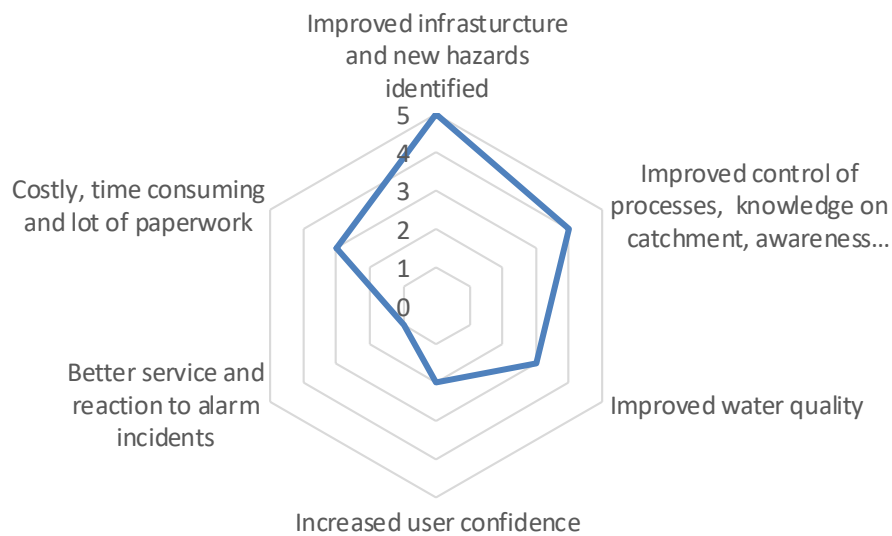 Improved infrasturcture
and new hazards
identified
5
4
3
2
1
0
Improved control of
processes, knowledge on
catchment, awareness...
Improved water quality
Increased user confidence
Better service and
reaction to alarm
incidents
Costly, time consuming
and lot of paperwork